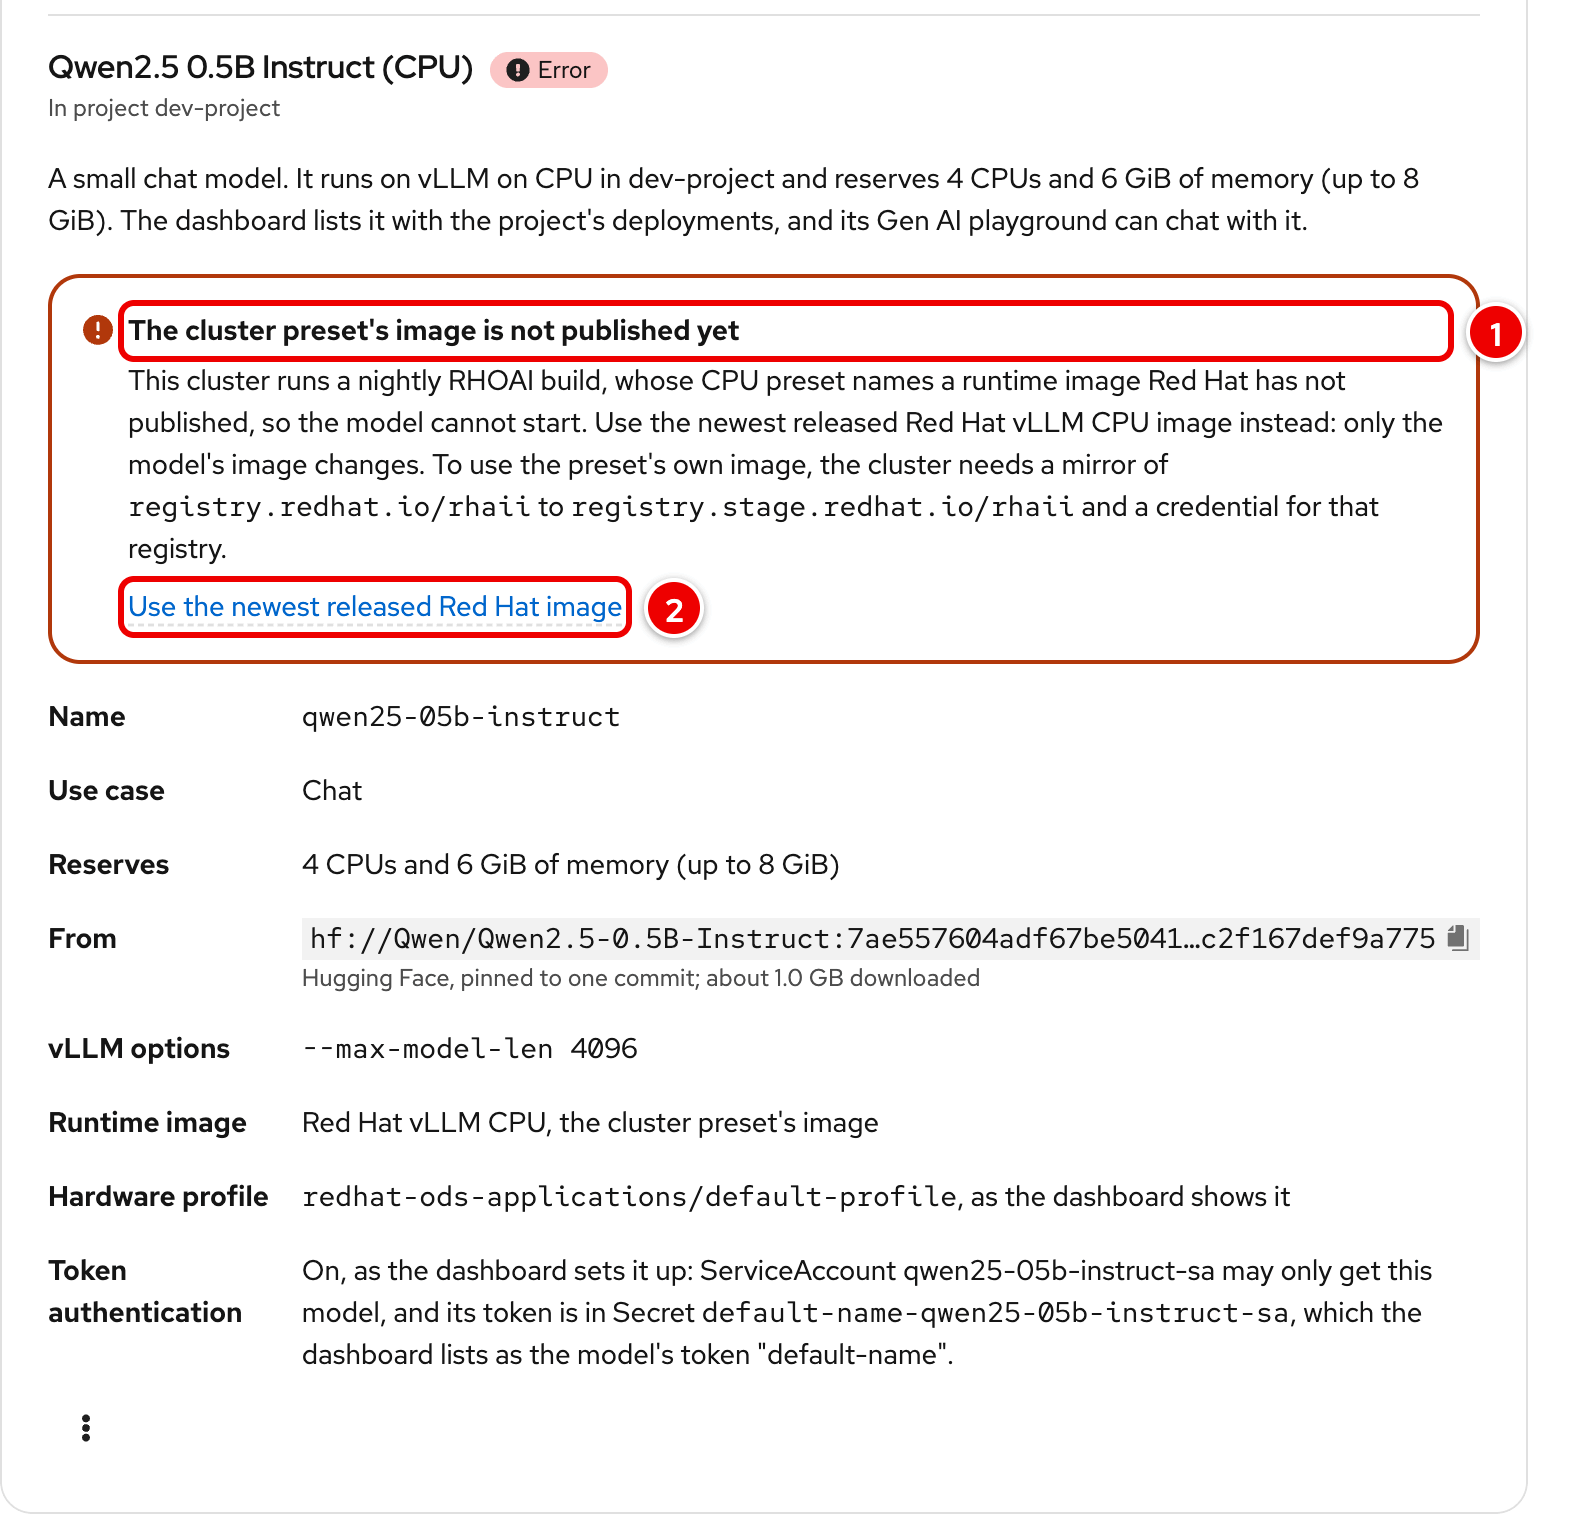 Qwen2.5 0.5B Instruct (CPU) Error
In project dev-project
A small chat model. It runs on vLLM on CPU in dev-project and reserves 4 CPUs and 6 GiB of memory (up to 8
GiB). The dashboard lists it with the project's deployments, and its Gen AI playground can chat with it.
The cluster preset's image is not published yet
1
This cluster runs a nightly RHOAI build, whose CPU preset names a runtime image Red Hat has not
published, so the model cannot start. Use the newest released Red Hat vLLM CPU image instead: only the
model's image changes. To use the preset's own image, the cluster needs a mirror of
registry.redhat.io/rhaii to registry.stage.redhat.io/rhaii and a credential for that
registry.
Use the newest released Red Hat image
2
Name qwen25-05b-instruct
Use case Chat
Reserves 4 CPUs and 6 GiB of memory (up to 8 GiB)
From hf://Qwen/Qwen2.5-0.5B-Instruct:7ae557604adf67be5041…c2f167def9a775
Hugging Face, pinned to one commit; about 1.0 GB downloaded
vLLM options --max-model-len 4096
Runtime image Red Hat vLLM CPU, the cluster preset's image
Hardware profile redhat-ods-applications/default-profile, as the dashboard shows it
Token authentication
On, as the dashboard sets it up: ServiceAccount qwen25-05b-instruct-sa may only get this
model, and its token is in Secret default-name-qwen25-05b-instruct-sa, which the
dashboard lists as the model's token "default-name".